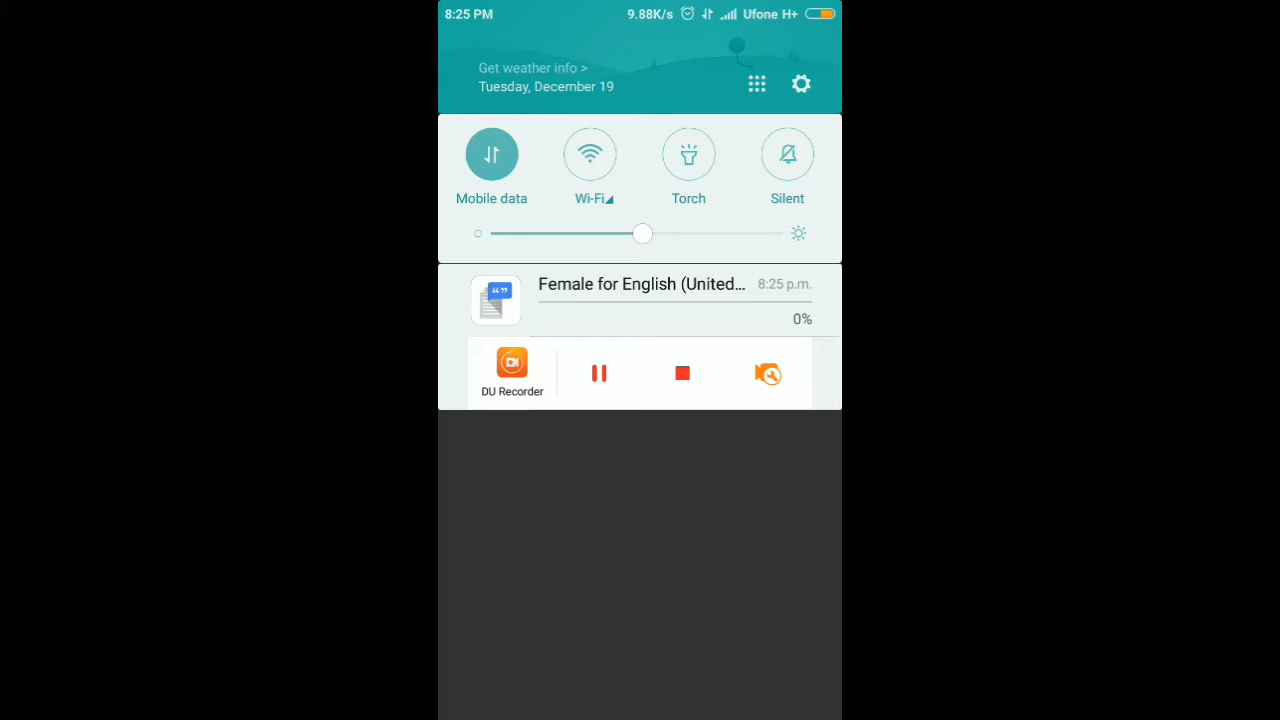 8:25 PM 9.88K/s Ufone H+
Get weather info >
Tuesday, December 19
Mobile data Wi-Fi Torch Silent
Female for English (United... 8:25 p.m.
0%
DU Recorder